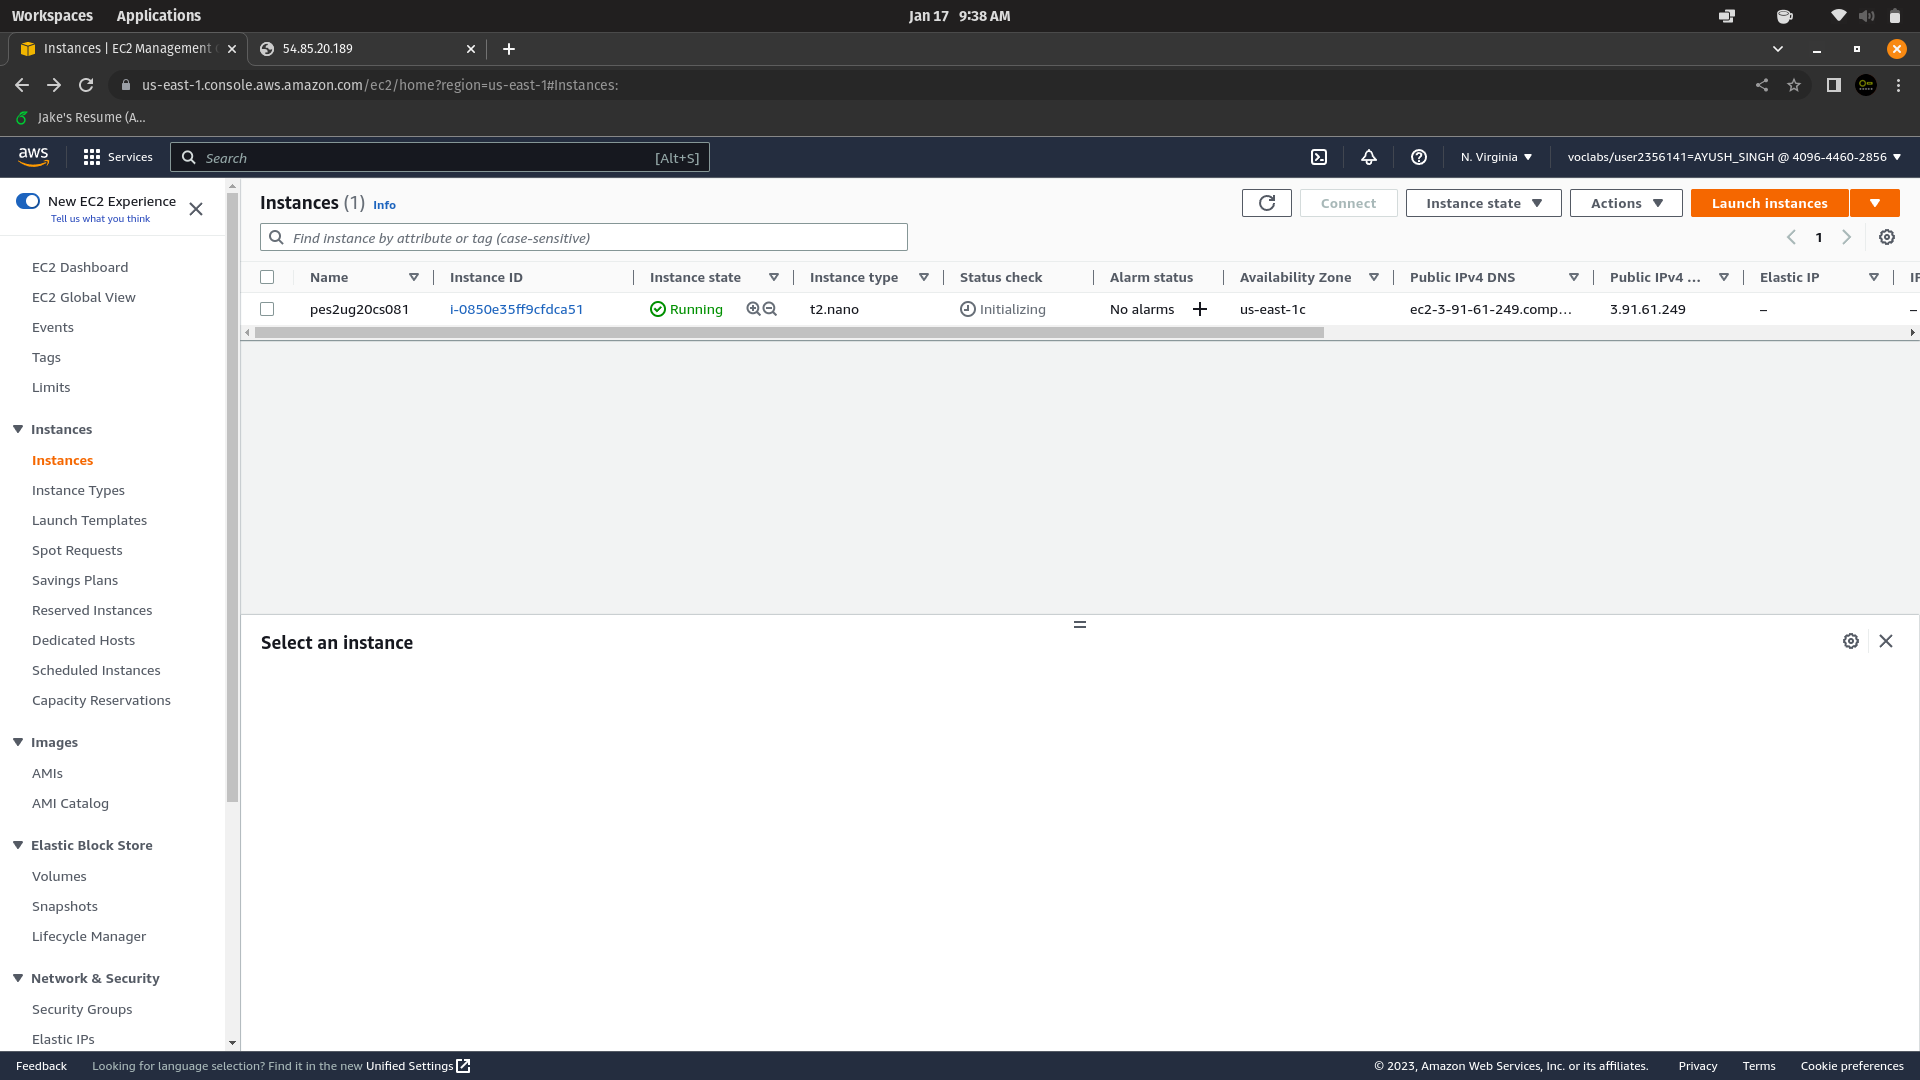 Workspaces Applications Jan 17 9:38 AM
Instances | EC2 Management 54.85.20.189
us-east-1.console.aws.amazon.com/ec2/home?region=us-east-1#Instances:
Jake's Resume (A...
aws Services Search [Alt+S] N. Virginia voclabs/user2356141=AYUSH_SINGH @ 4096-4460-2856
New EC2 Experience
Tell us what you think
EC2 Dashboard
EC2 Global View
Events
Tags
Limits
Instances
Instances
Instance Types
Launch Templates
Spot Requests
Savings Plans
Reserved Instances
Dedicated Hosts
Scheduled Instances
Capacity Reservations
Images
AMIs
AMI Catalog
Elastic Block Store
Volumes
Snapshots
Lifecycle Manager
Network & Security
Security Groups
Elastic IPs
Instances (1) Info Connect Instance state Actions Launch instances
Find instance by attribute or tag (case-sensitive) 1
Name Instance ID Instance state Instance type Status check Alarm status Availability Zone Public IPv4 DNS Public IPv4 ... Elastic IP
pes2ug20cs081 i-0850e35ff9cfdca51 Running t2.nano Initializing No alarms + us-east-1c ec2-3-91-61-249.comp... 3.91.61.249 – –
Select an instance
Feedback Looking for language selection? Find it in the new Unified Settings © 2023, Amazon Web Services, Inc. or its affiliates. Privacy Terms Cookie preferences